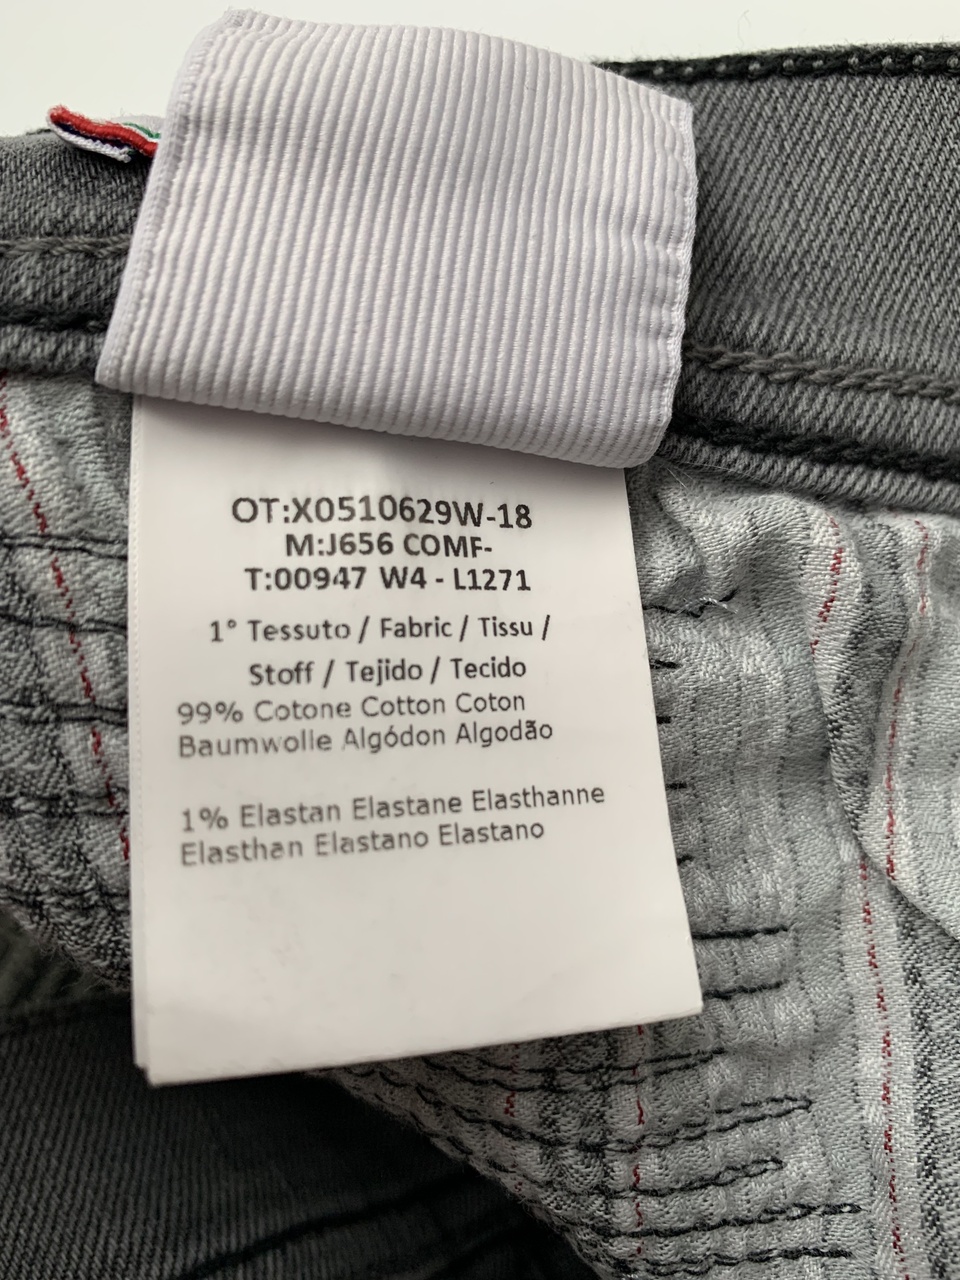 OT:X0510629W-18
M:J656 COMF-
T:00947 W4 - L1271
1° Tessuto / Fabric / Tissu /
Stoff / Tejido / Tecido
99% Cotone Cotton Coton
Baumwolle Algódon Algodão
1% Elastan Elastane Elasthanne
Elasthan Elastano Elastano